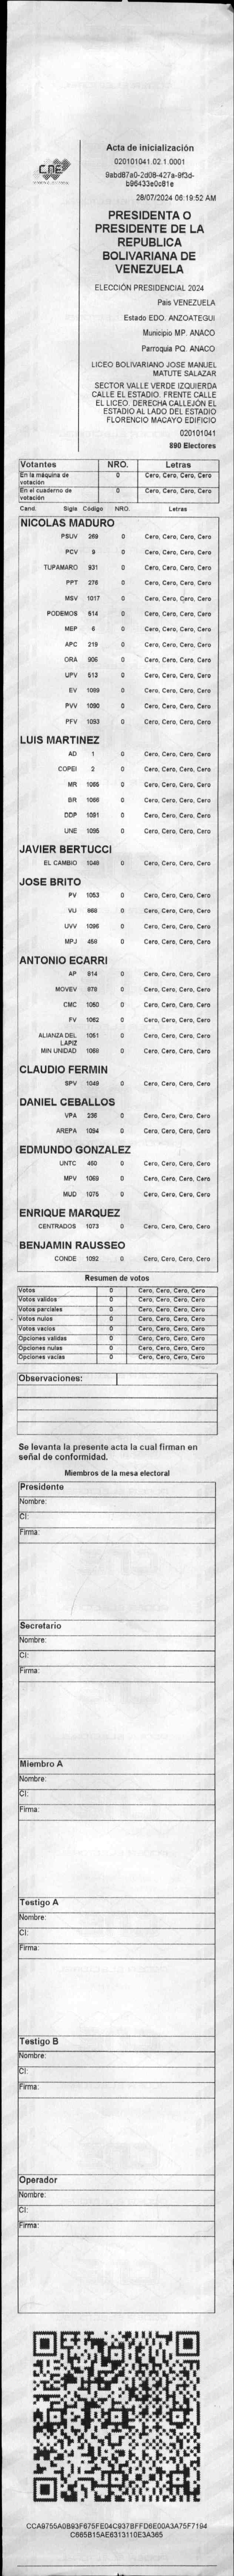 CNE
Acta de inicialización
020101041.02.1.0001
9abd87a0-2d08-427a-9f3d-
b96433e0c81e
28/07/2024 06:19:52 AM
PRESIDENTA O
PRESIDENTE DE LA
REPUBLICA
BOLIVARIANA DE
VENEZUELA
ELECCIÓN PRESIDENCIAL 2024
Pais VENEZUELA
Estado EDO. ANZOATEGUI
Municipio MP. ANACO
Parroquia PQ. ANACO
LICEO BOLIVARIANO JOSE MANUEL
MATUTE SALAZAR
SECTOR VALLE VERDE IZQUIERDA
CALLE EL ESTADIO. FRENTE CALLE
EL LICEO. DERECHA CALLEJÓN EL
ESTADIO AL LADO DEL ESTADIO
FLORENCIO MACAYO EDIFICIO
020101041
890 Electores
Votantes NRO. Letras
En la máquina de votación 0 Cero, Cero, Cero, Cero
En el cuaderno de votación 0 Cero, Cero, Cero, Cero
Cand. Sigla Código NRO. Letras
NICOLAS MADURO
PSUV 269 0 Cero, Cero, Cero, Cero
PCV 9 0 Cero, Cero, Cero, Cero
TUPAMARO 931 0 Cero, Cero, Cero, Cero
PPT 276 0 Cero, Cero, Cero, Cero
MSV 1017 0 Cero, Cero, Cero, Cero
PODEMOS 514 0 Cero, Cero, Cero, Cero
MEP 6 0 Cero, Cero, Cero, Cero
APC 219 0 Cero, Cero, Cero, Cero
ORA 906 0 Cero, Cero, Cero, Cero
UPV 513 0 Cero, Cero, Cero, Cero
EV 1089 0 Cero, Cero, Cero, Cero
PVV 1090 0 Cero, Cero, Cero, Cero
PFV 1093 0 Cero, Cero, Cero, Cero
LUIS MARTINEZ
AD 1 0 Cero, Cero, Cero, Cero
COPEI 2 0 Cero, Cero, Cero, Cero
MR 1065 0 Cero, Cero, Cero, Cero
BR 1066 0 Cero, Cero, Cero, Cero
DDP 1091 0 Cero, Cero, Cero, Cero
UNE 1095 0 Cero, Cero, Cero, Cero
JAVIER BERTUCCI
EL CAMBIO 1048 0 Cero, Cero, Cero, Cero
JOSE BRITO
PV 1053 0 Cero, Cero, Cero, Cero
VU 888 0 Cero, Cero, Cero, Cero
UVV 1096 0 Cero, Cero, Cero, Cero
MPJ 458 0 Cero, Cero, Cero, Cero
ANTONIO ECARRI
AP 814 0 Cero, Cero, Cero, Cero
MOVEV 978 0 Cero, Cero, Cero, Cero
CMC 1050 0 Cero, Cero, Cero, Cero
FV 1062 0 Cero, Cero, Cero, Cero
ALIANZA DEL LAPIZ 1051 0 Cero, Cero, Cero, Cero
MIN UNIDAD 1068 0 Cero, Cero, Cero, Cero
CLAUDIO FERMIN
SPV 1049 0 Cero, Cero, Cero, Cero
DANIEL CEBALLOS
VPA 236 0 Cero, Cero, Cero, Cero
AREPA 1094 0 Cero, Cero, Cero, Cero
EDMUNDO GONZALEZ
UNTC 460 0 Cero, Cero, Cero, Cero
MPV 1069 0 Cero, Cero, Cero, Cero
MUD 1075 0 Cero, Cero, Cero, Cero
ENRIQUE MARQUEZ
CENTRADOS 1073 0 Cero, Cero, Cero, Cero
BENJAMIN RAUSSEO
CONDE 1092 0 Cero, Cero, Cero, Cero
Resumen de votos
Votos 0 Cero, Cero, Cero, Cero
Votos validos 0 Cero, Cero, Cero, Cero
Votos parciales 0 Cero, Cero, Cero, Cero
Votos nulos 0 Cero, Cero, Cero, Cero
Votos vacios 0 Cero, Cero, Cero, Cero
Opciones validas 0 Cero, Cero, Cero, Cero
Opciones nulas 0 Cero, Cero, Cero, Cero
Opciones vacias 0 Cero, Cero, Cero, Cero
Observaciones:
Se levanta la presente acta la cual firman en
señal de conformidad.
Miembros de la mesa electoral
Presidente
Nombre:
CI:
Firma:
Secretario
Nombre:
CI:
Firma:
Miembro A
Nombre:
CI:
Firma:
Testigo A
Nombre:
CI:
Firma:
Testigo B
Nombre:
CI:
Firma:
Operador
Nombre:
CI:
Firma:
CCA9755A0B93F675FE04C937BFFD6E00A3A75F7194
C665B15AE6313110E3A365